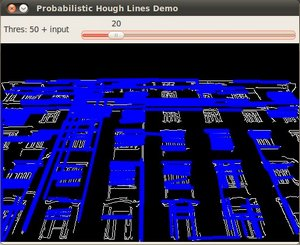 Probabilistic Hough Lines Demo
20
Thres: 50 + input